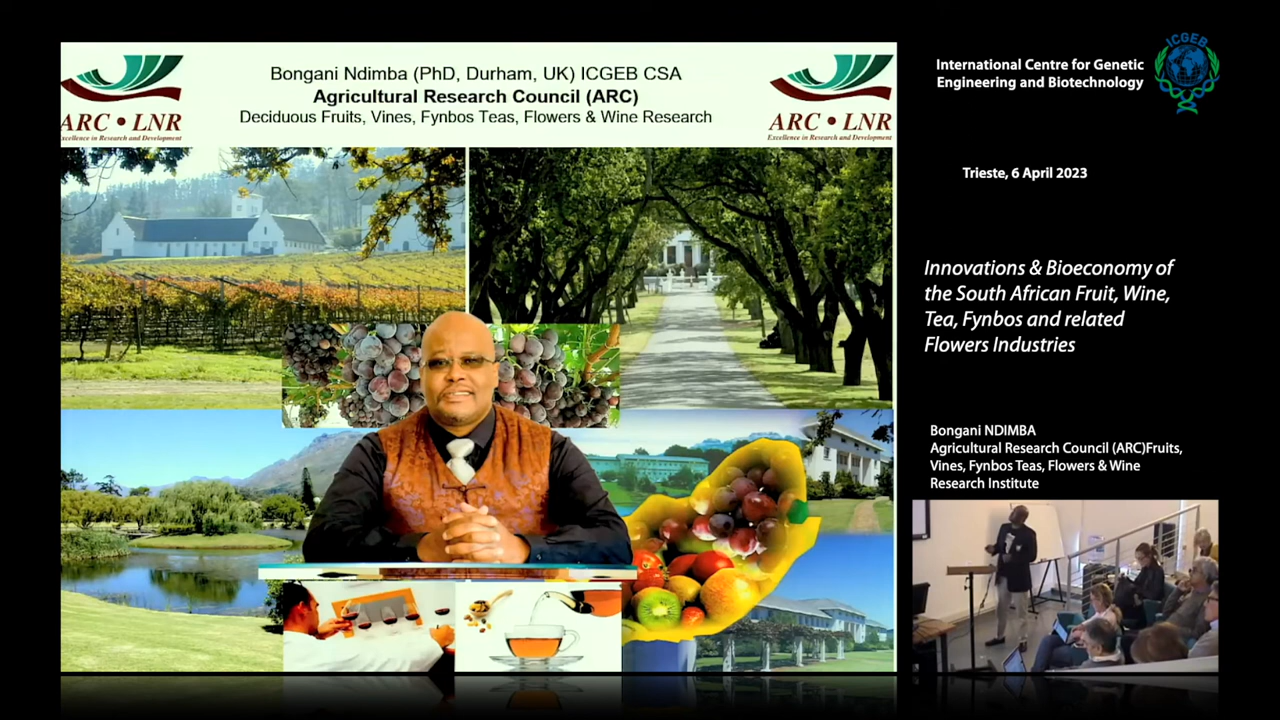 Bongani Ndimba (PhD, Durham, UK) ICGEB CSA
Agricultural Research Council (ARC)
Deciduous Fruits, Vines, Fynbos Teas, Flowers & Wine Research
ARC • LNR
Excellence in Research and Development
ARC • LNR
Excellence in Research and Development
International Centre for Genetic
Engineering and Biotechnology
ICGEB
Trieste, 6 April 2023
Innovations & Bioeconomy of
the South African Fruit, Wine,
Tea, Fynbos and related
Flowers Industries
Bongani NDIMBA
Agricultural Research Council (ARC)Fruits,
Vines, Fynbos Teas, Flowers & Wine
Research Institute